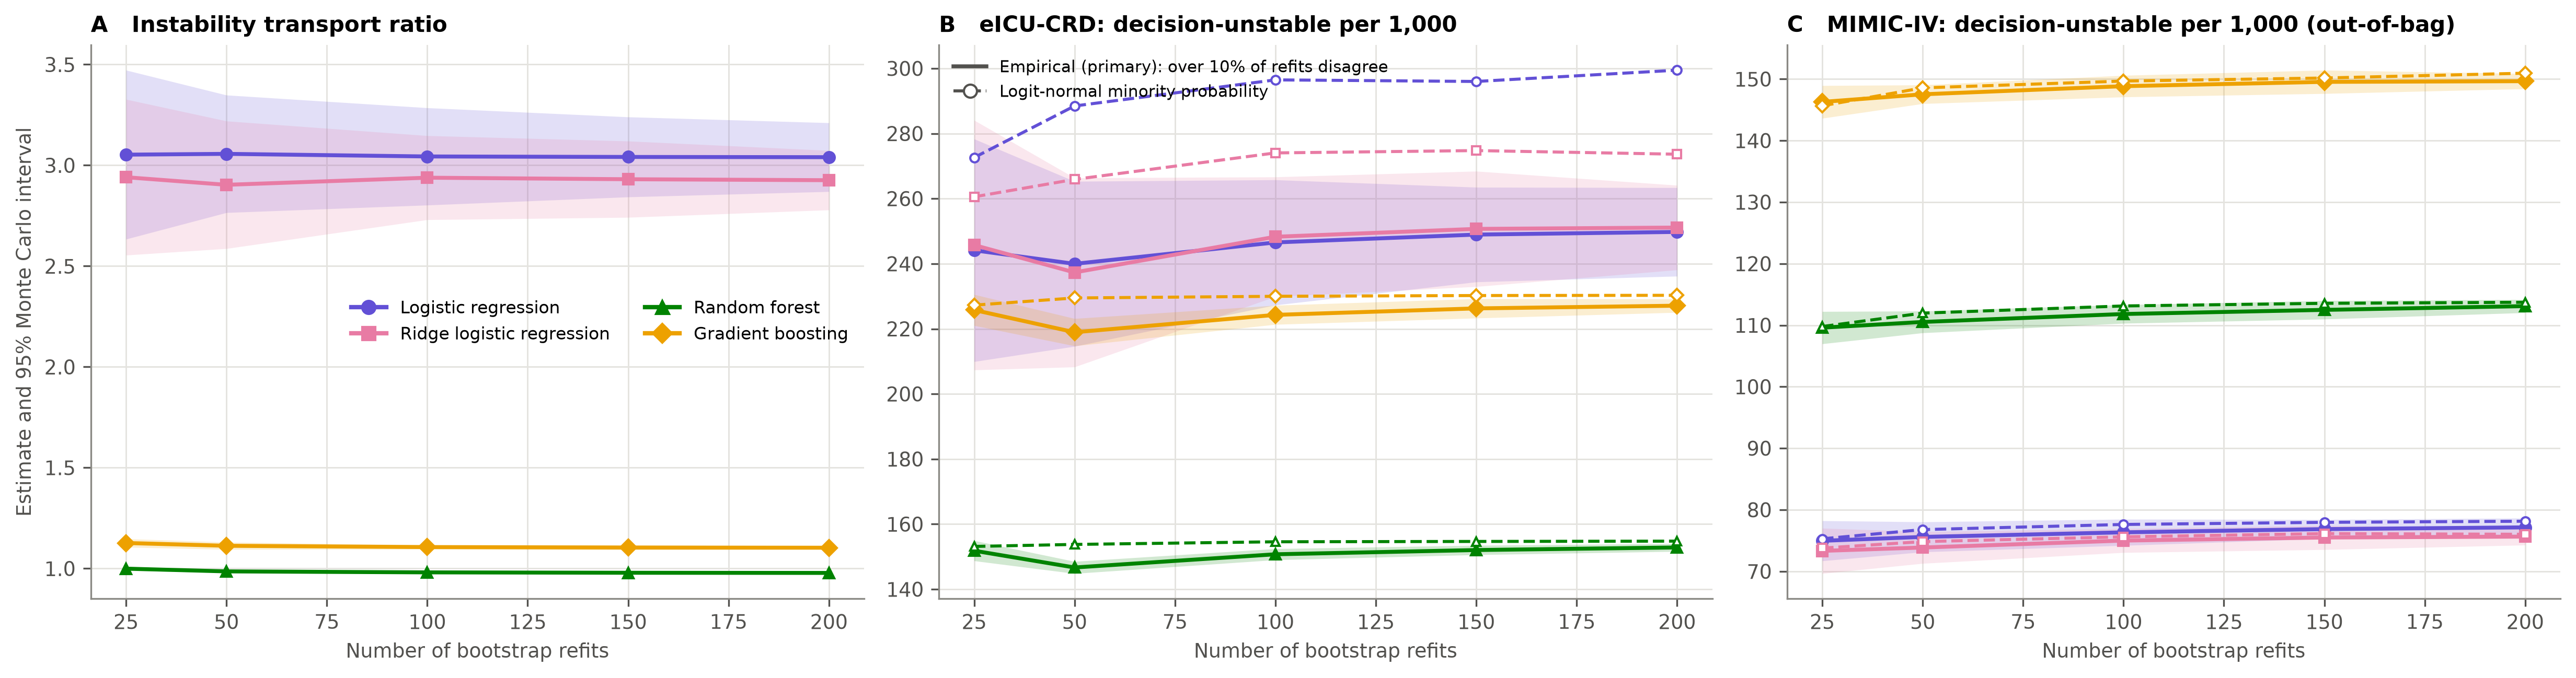 A Instability transport ratio
Estimate and 95% Monte Carlo interval
3.5
3.0
2.5
2.0
1.5
1.0
Logistic regression
Ridge logistic regression
Random forest
Gradient boosting
25 50 75 100 125 150 175 200
Number of bootstrap refits
B eICU-CRD: decision-unstable per 1,000
Empirical (primary): over 10% of refits disagree
Logit-normal minority probability
300
280
260
240
220
200
180
160
140
25 50 75 100 125 150 175 200
Number of bootstrap refits
C MIMIC-IV: decision-unstable per 1,000 (out-of-bag)
150
140
130
120
110
100
90
80
70
25 50 75 100 125 150 175 200
Number of bootstrap refits